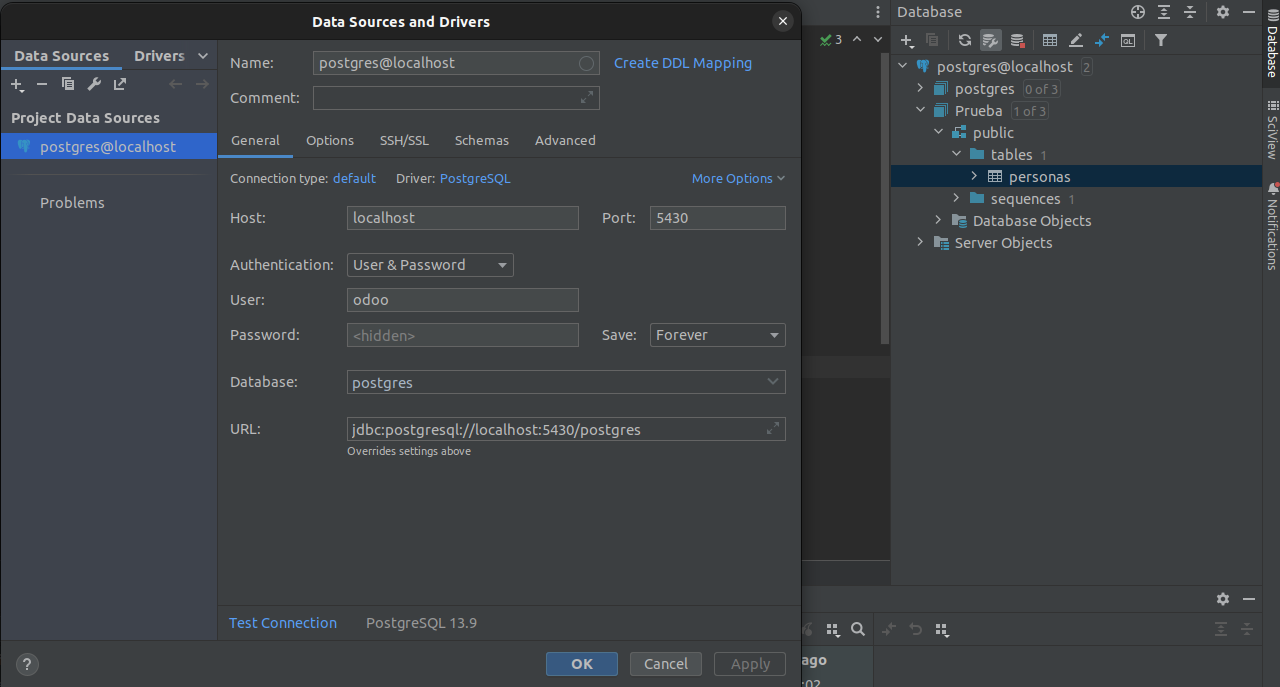 Data Sources and Drivers
Data Sources
Drivers
Project Data Sources
postgres@localhost
Problems
Name:
postgres@localhost
Create DDL Mapping
Comment:
General
Options
SSH/SSL
Schemas
Advanced
Connection type: default
Driver: PostgreSQL
More Options
Host:
localhost
Port:
5430
Authentication:
User & Password
User:
odoo
Password:
<hidden>
Save:
Forever
Database:
postgres
URL:
jdbc:postgresql://localhost:5430/postgres
Overrides settings above
Test Connection
PostgreSQL 13.9
?
OK
Cancel
Apply
3
Database
QL
postgres@localhost 2
postgres 0 of 3
Prueba 1 of 3
public
tables 1
personas
sequences 1
Database Objects
Server Objects
ago
:02
Database
SciView
Notifications